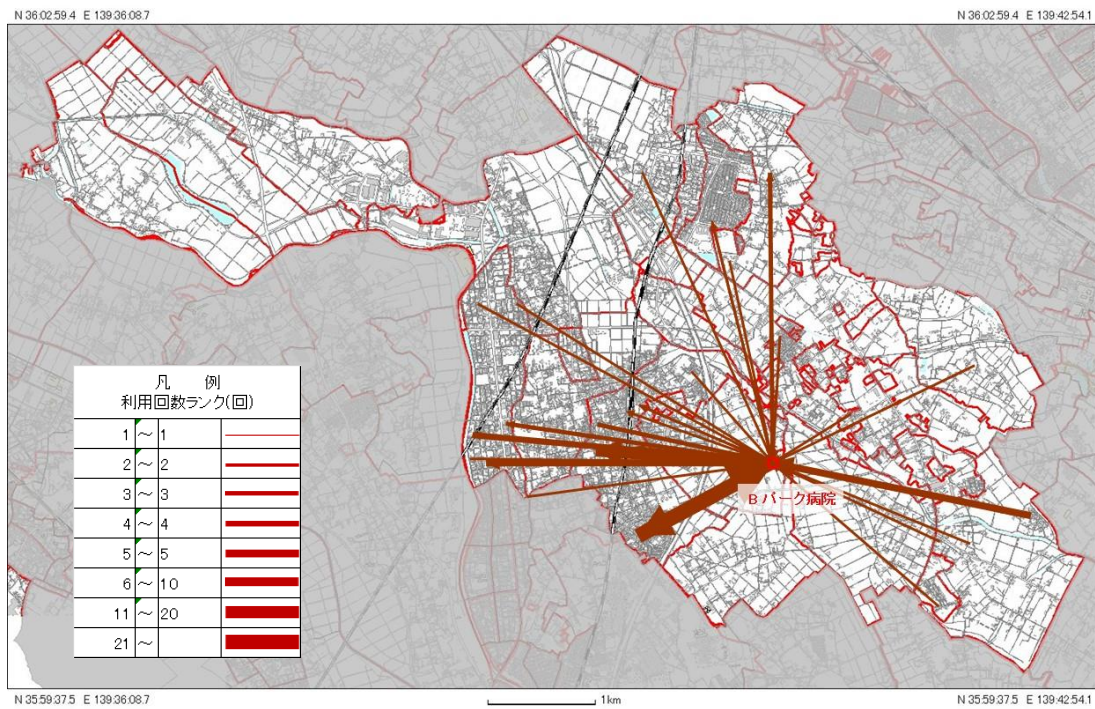 N 36:02:59.4 E 139:36:08.7
N 36:02:59.4 E 139:42:54.1
凡 例
利用回数ランク(回)
1 ～ 1
2 ～ 2
3 ～ 3
4 ～ 4
5 ～ 5
6 ～ 10
11 ～ 20
21 ～
Bパーク病院
N 35:59:37.5 E 139:36:08.7
1km
N 35:59:37.5 E 139:42:54.1